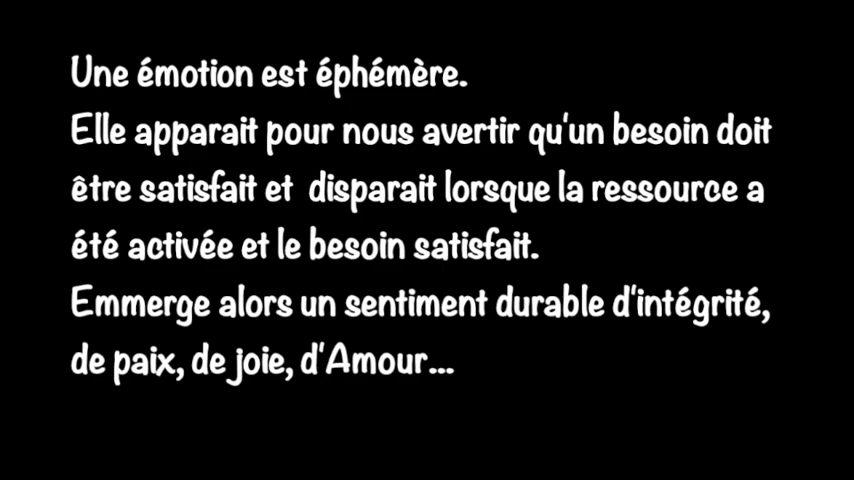 Une émotion est éphémère.
Elle apparait pour nous avertir qu'un besoin doit
être satisfait et  disparait lorsque la ressource a
été activée et le besoin satisfait.
Emmerge alors un sentiment durable d'intégrité,
de paix, de joie, d'Amour...